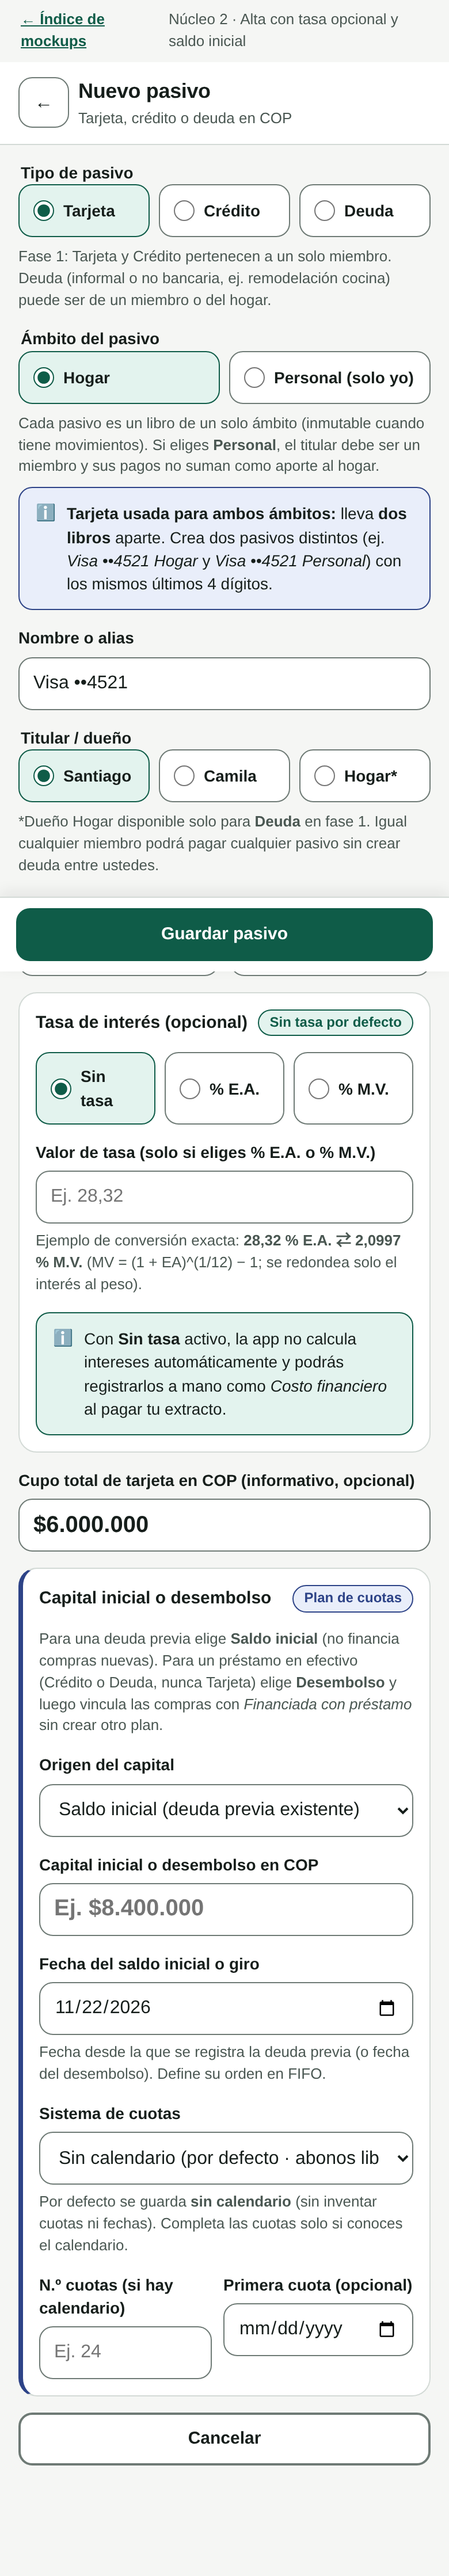 ← Índice de
mockups
Núcleo 2 · Alta con tasa opcional y
saldo inicial
←
Nuevo pasivo
Tarjeta, crédito o deuda en COP
Tipo de pasivo
Tarjeta
Crédito
Deuda
Fase 1: Tarjeta y Crédito pertenecen a un solo miembro.
Deuda (informal o no bancaria, ej. remodelación cocina)
puede ser de un miembro o del hogar.
Ámbito del pasivo
Hogar
Personal (solo yo)
Cada pasivo es un libro de un solo ámbito (inmutable cuando
tiene movimientos). Si eliges Personal, el titular debe ser un
miembro y sus pagos no suman como aporte al hogar.
ℹ️ Tarjeta usada para ambos ámbitos: lleva dos
libros aparte. Crea dos pasivos distintos (ej.
Visa ••4521 Hogar y Visa ••4521 Personal) con
los mismos últimos 4 dígitos.
Nombre o alias
Visa ••4521
Titular / dueño
Santiago
Camila
Hogar*
*Dueño Hogar disponible solo para Deuda en fase 1. Igual
cualquier miembro podrá pagar cualquier pasivo sin crear
deuda entre ustedes.
Guardar pasivo
Tasa de interés (opcional)
Sin tasa por defecto
Sin
tasa
% E.A.
% M.V.
Valor de tasa (solo si eliges % E.A. o % M.V.)
Ej. 28,32
Ejemplo de conversión exacta: 28,32 % E.A. ⇄ 2,0997
% M.V. (MV = (1 + EA)^(1/12) − 1; se redondea solo el
interés al peso).
ℹ️ Con Sin tasa activo, la app no calcula
intereses automáticamente y podrás
registrarlos a mano como Costo financiero
al pagar tu extracto.
Cupo total de tarjeta en COP (informativo, opcional)
$6.000.000
Capital inicial o desembolso
Plan de cuotas
Para una deuda previa elige Saldo inicial (no financia
compras nuevas). Para un préstamo en efectivo
(Crédito o Deuda, nunca Tarjeta) elige Desembolso y
luego vincula las compras con Financiada con préstamo
sin crear otro plan.
Origen del capital
Saldo inicial (deuda previa existente)
Capital inicial o desembolso en COP
Ej. $8.400.000
Fecha del saldo inicial o giro
11/22/2026
Fecha desde la que se registra la deuda previa (o fecha
del desembolso). Define su orden en FIFO.
Sistema de cuotas
Sin calendario (por defecto · abonos lib
Por defecto se guarda sin calendario (sin inventar
cuotas ni fechas). Completa las cuotas solo si conoces
el calendario.
N.º cuotas (si hay
calendario)
Ej. 24
Primera cuota (opcional)
mm/dd/yyyy
Cancelar